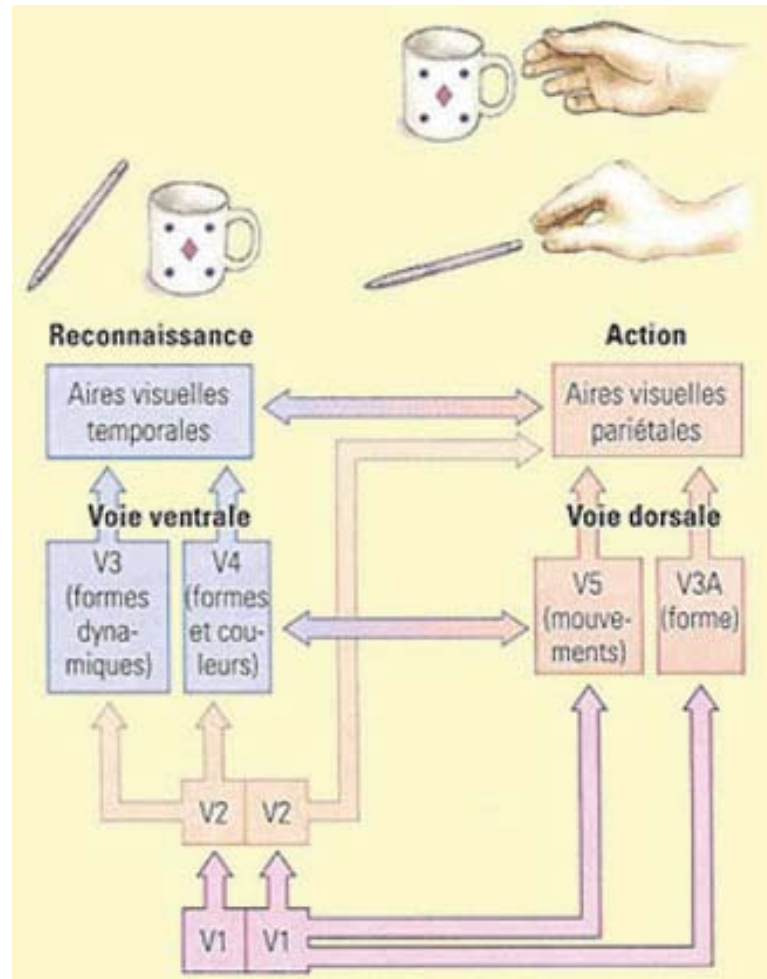 Reconnaissance
Action
Aires visuelles
temporales
Aires visuelles
pariétales
Voie ventrale
Voie dorsale
V3
(formes
dyna-
miques)
V4
(formes
et cou-
leurs)
V5
(mouve-
ments)
V3A
(forme)
V2
V2
V1
V1